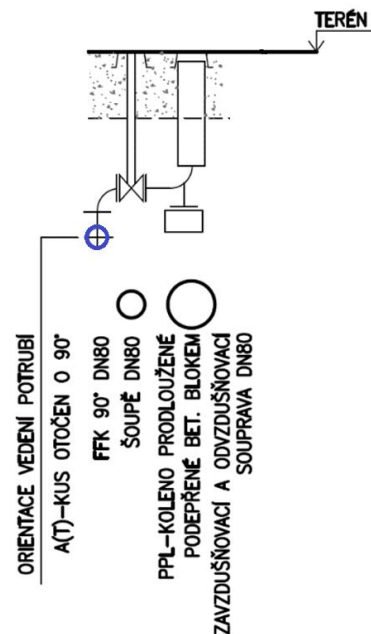 TERÉN
ORIENTACE VEDENÍ POTRUBÍ
A(T)-KUS OTOČEN O 90°
FFK 90° DN80
ŠOUPĚ DN80
PPL-KOLENO PRODLOUŽENÉ
PODEPŘENÉ BET. BLOKEM
ZAVZDUŠŇOVACÍ A ODVZDUŠŇOVACÍ
SOUPRAVA DN80